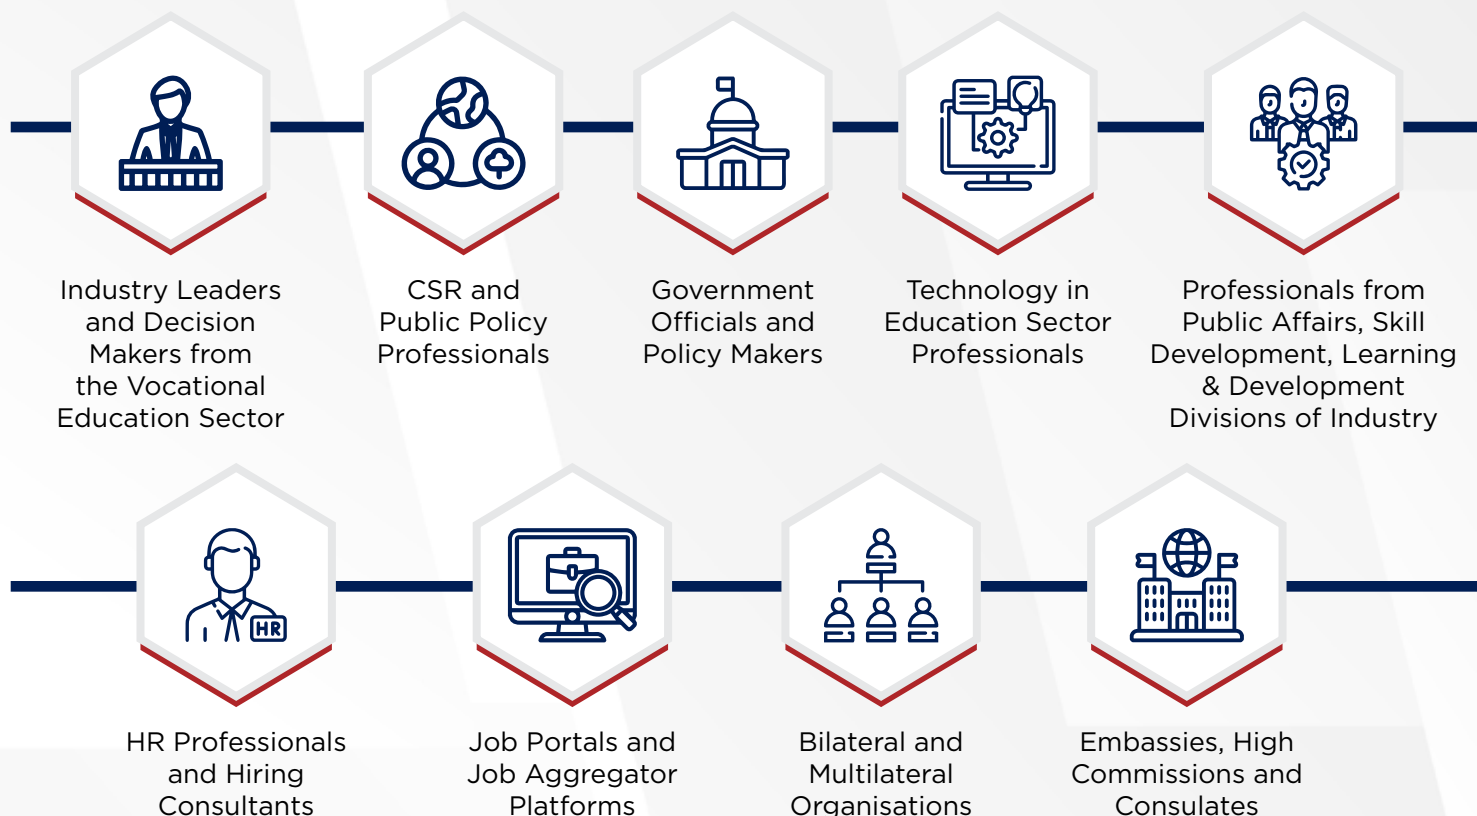 Industry Leaders
and Decision
Makers from
the Vocational
Education Sector
CSR and
Public Policy
Professionals
Government
Officials and
Policy Makers
Technology in
Education Sector
Professionals
Professionals from
Public Affairs, Skill
Development, Learning
& Development
Divisions of Industry
HR
HR Professionals
and Hiring
Consultants
Job Portals and
Job Aggregator
Platforms
Bilateral and
Multilateral
Organisations
Embassies, High
Commissions and
Consulates